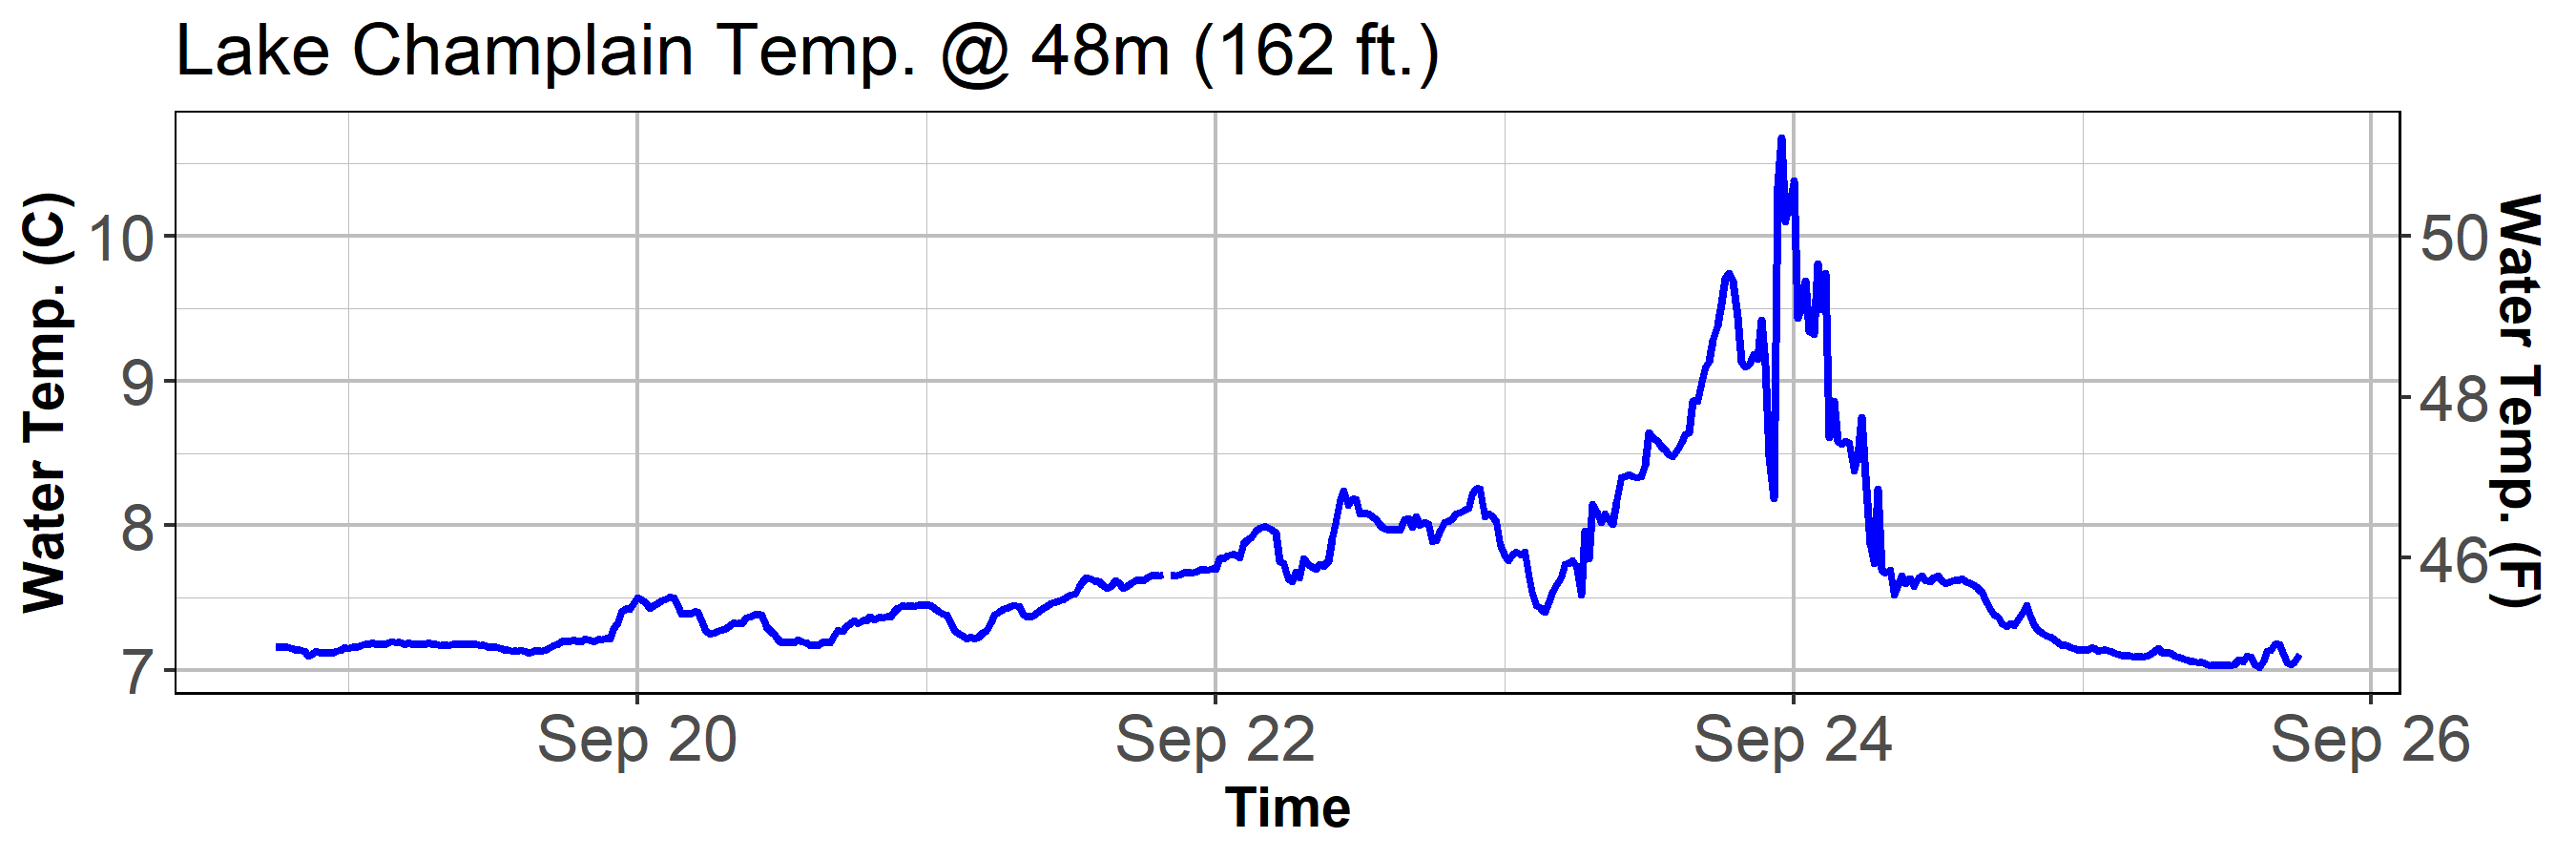 Lake Champlain Temp. @ 48m (162 ft.)
Water Temp. (C)
10
9
8
7
50
48
46
Water Temp. (F)
Sep 20 Sep 22 Sep 24 Sep 26
Time